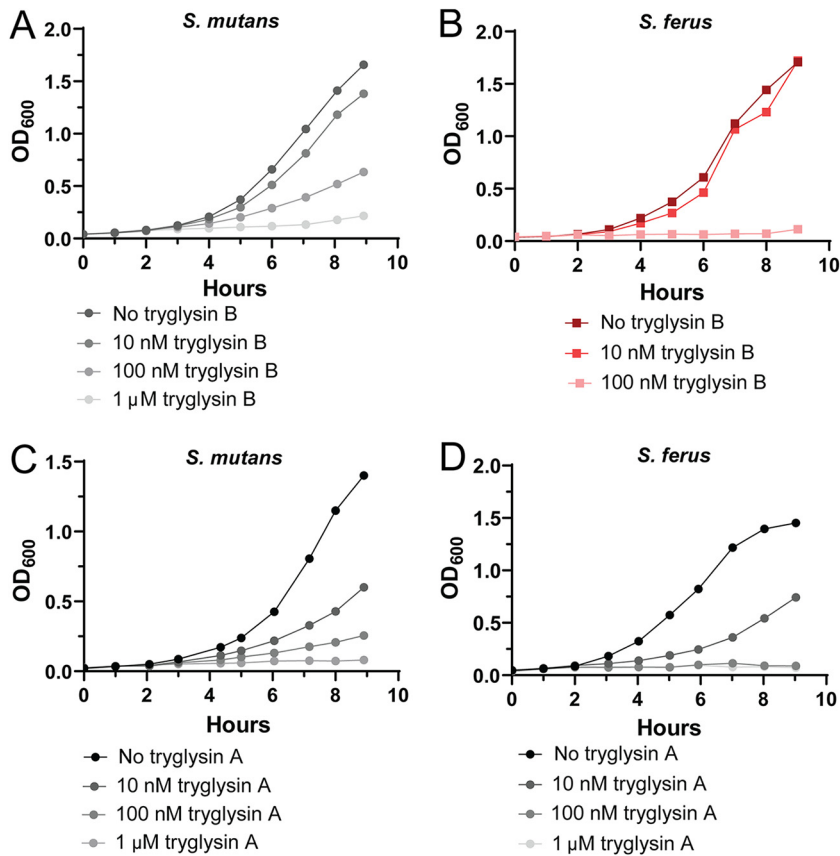 A
S. mutans
2.0
1.5
1.0
0.5
0.0
OD600
0 2 4 6 8 10
Hours
No tryglysin B
10 nM tryglysin B
100 nM tryglysin B
1 µM tryglysin B
B
S. ferus
2.0
1.5
1.0
0.5
0.0
OD600
0 2 4 6 8 10
Hours
No tryglysin B
10 nM tryglysin B
100 nM tryglysin B
C
S. mutans
1.5
1.0
0.5
0.0
OD600
0 2 4 6 8 10
Hours
No tryglysin A
10 nM tryglysin A
100 nM tryglysin A
1 µM tryglysin A
D
S. ferus
2.0
1.5
1.0
0.5
0.0
OD600
0 2 4 6 8 10
Hours
No tryglysin A
10 nM tryglysin A
100 nM tryglysin A
1 µM tryglysin A